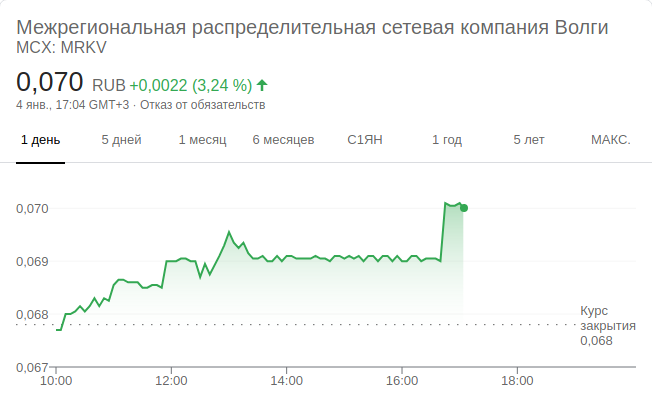 Межрегиональная распределительная сетевая компания Волги
MCX: MRKV
0,070 RUB +0,0022 (3,24 %)
4 янв., 17:04 GMT+3 · Отказ от обязательств
1 день 5 дней 1 месяц 6 месяцев С1ЯН 1 год 5 лет МАКС.
0,070
0,069
0,068
0,067
Курс
закрытия
0,068
10:00 12:00 14:00 16:00 18:00